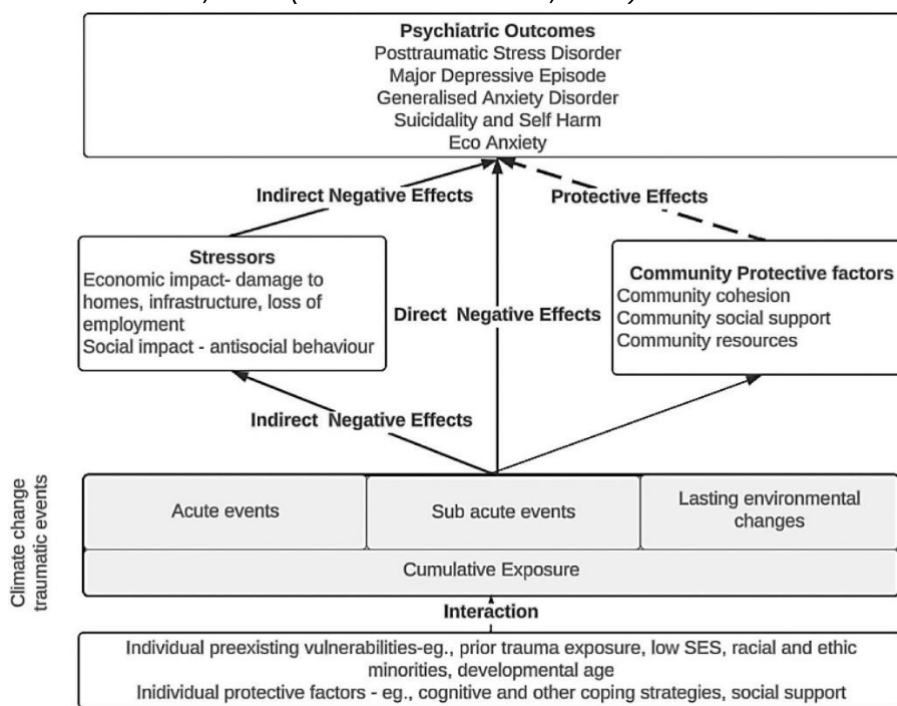 Psychiatric Outcomes
Posttraumatic Stress Disorder
Major Depressive Episode
Generalised Anxiety Disorder
Suicidality and Self Harm
Eco Anxiety
Indirect Negative Effects
Protective Effects
Stressors
Economic impact- damage to
homes, infrastructure, loss of
employment
Social impact - antisocial behaviour
Direct Negative Effects
Community Protective factors
Community cohesion
Community social support
Community resources
Indirect Negative Effects
Climate change
traumatic events
Acute events
Sub acute events
Lasting environmental
changes
Cumulative Exposure
Interaction
Individual preexisting vulnerabilities-eg., prior trauma exposure, low SES, racial and ethic
minorities, developmental age
Inidividual protective factors - eg., cognitive and other coping strategies, social support